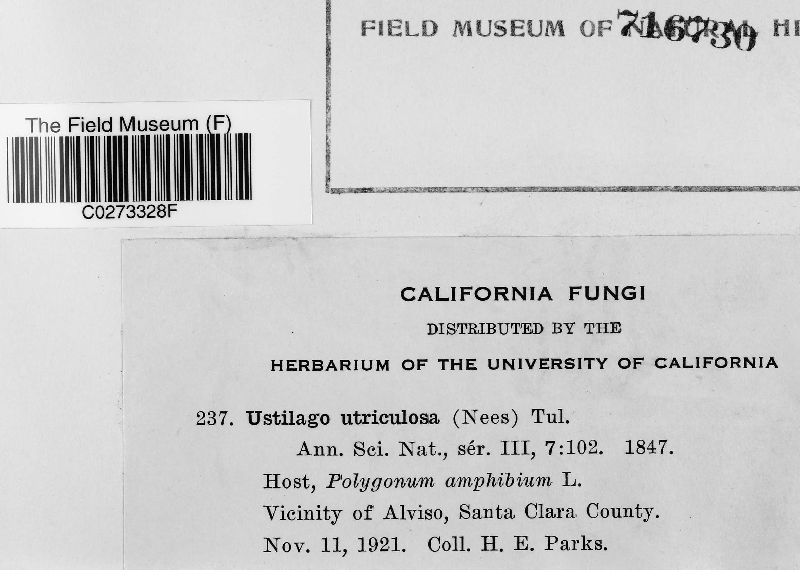 FIELD MUSEUM OF NATURAL HI
716730
The Field Museum (F)
C0273328F
CALIFORNIA FUNGI
DISTRIBUTED BY THE
HERBARIUM OF THE UNIVERSITY OF CALIFORNIA
237. Ustilago utriculosa (Nees) Tul.
Ann. Sci. Nat., sér. III, 7:102. 1847.
Host, Polygonum amphibium L.
Vicinity of Alviso, Santa Clara County.
Nov. 11, 1921. Coll. H. E. Parks.